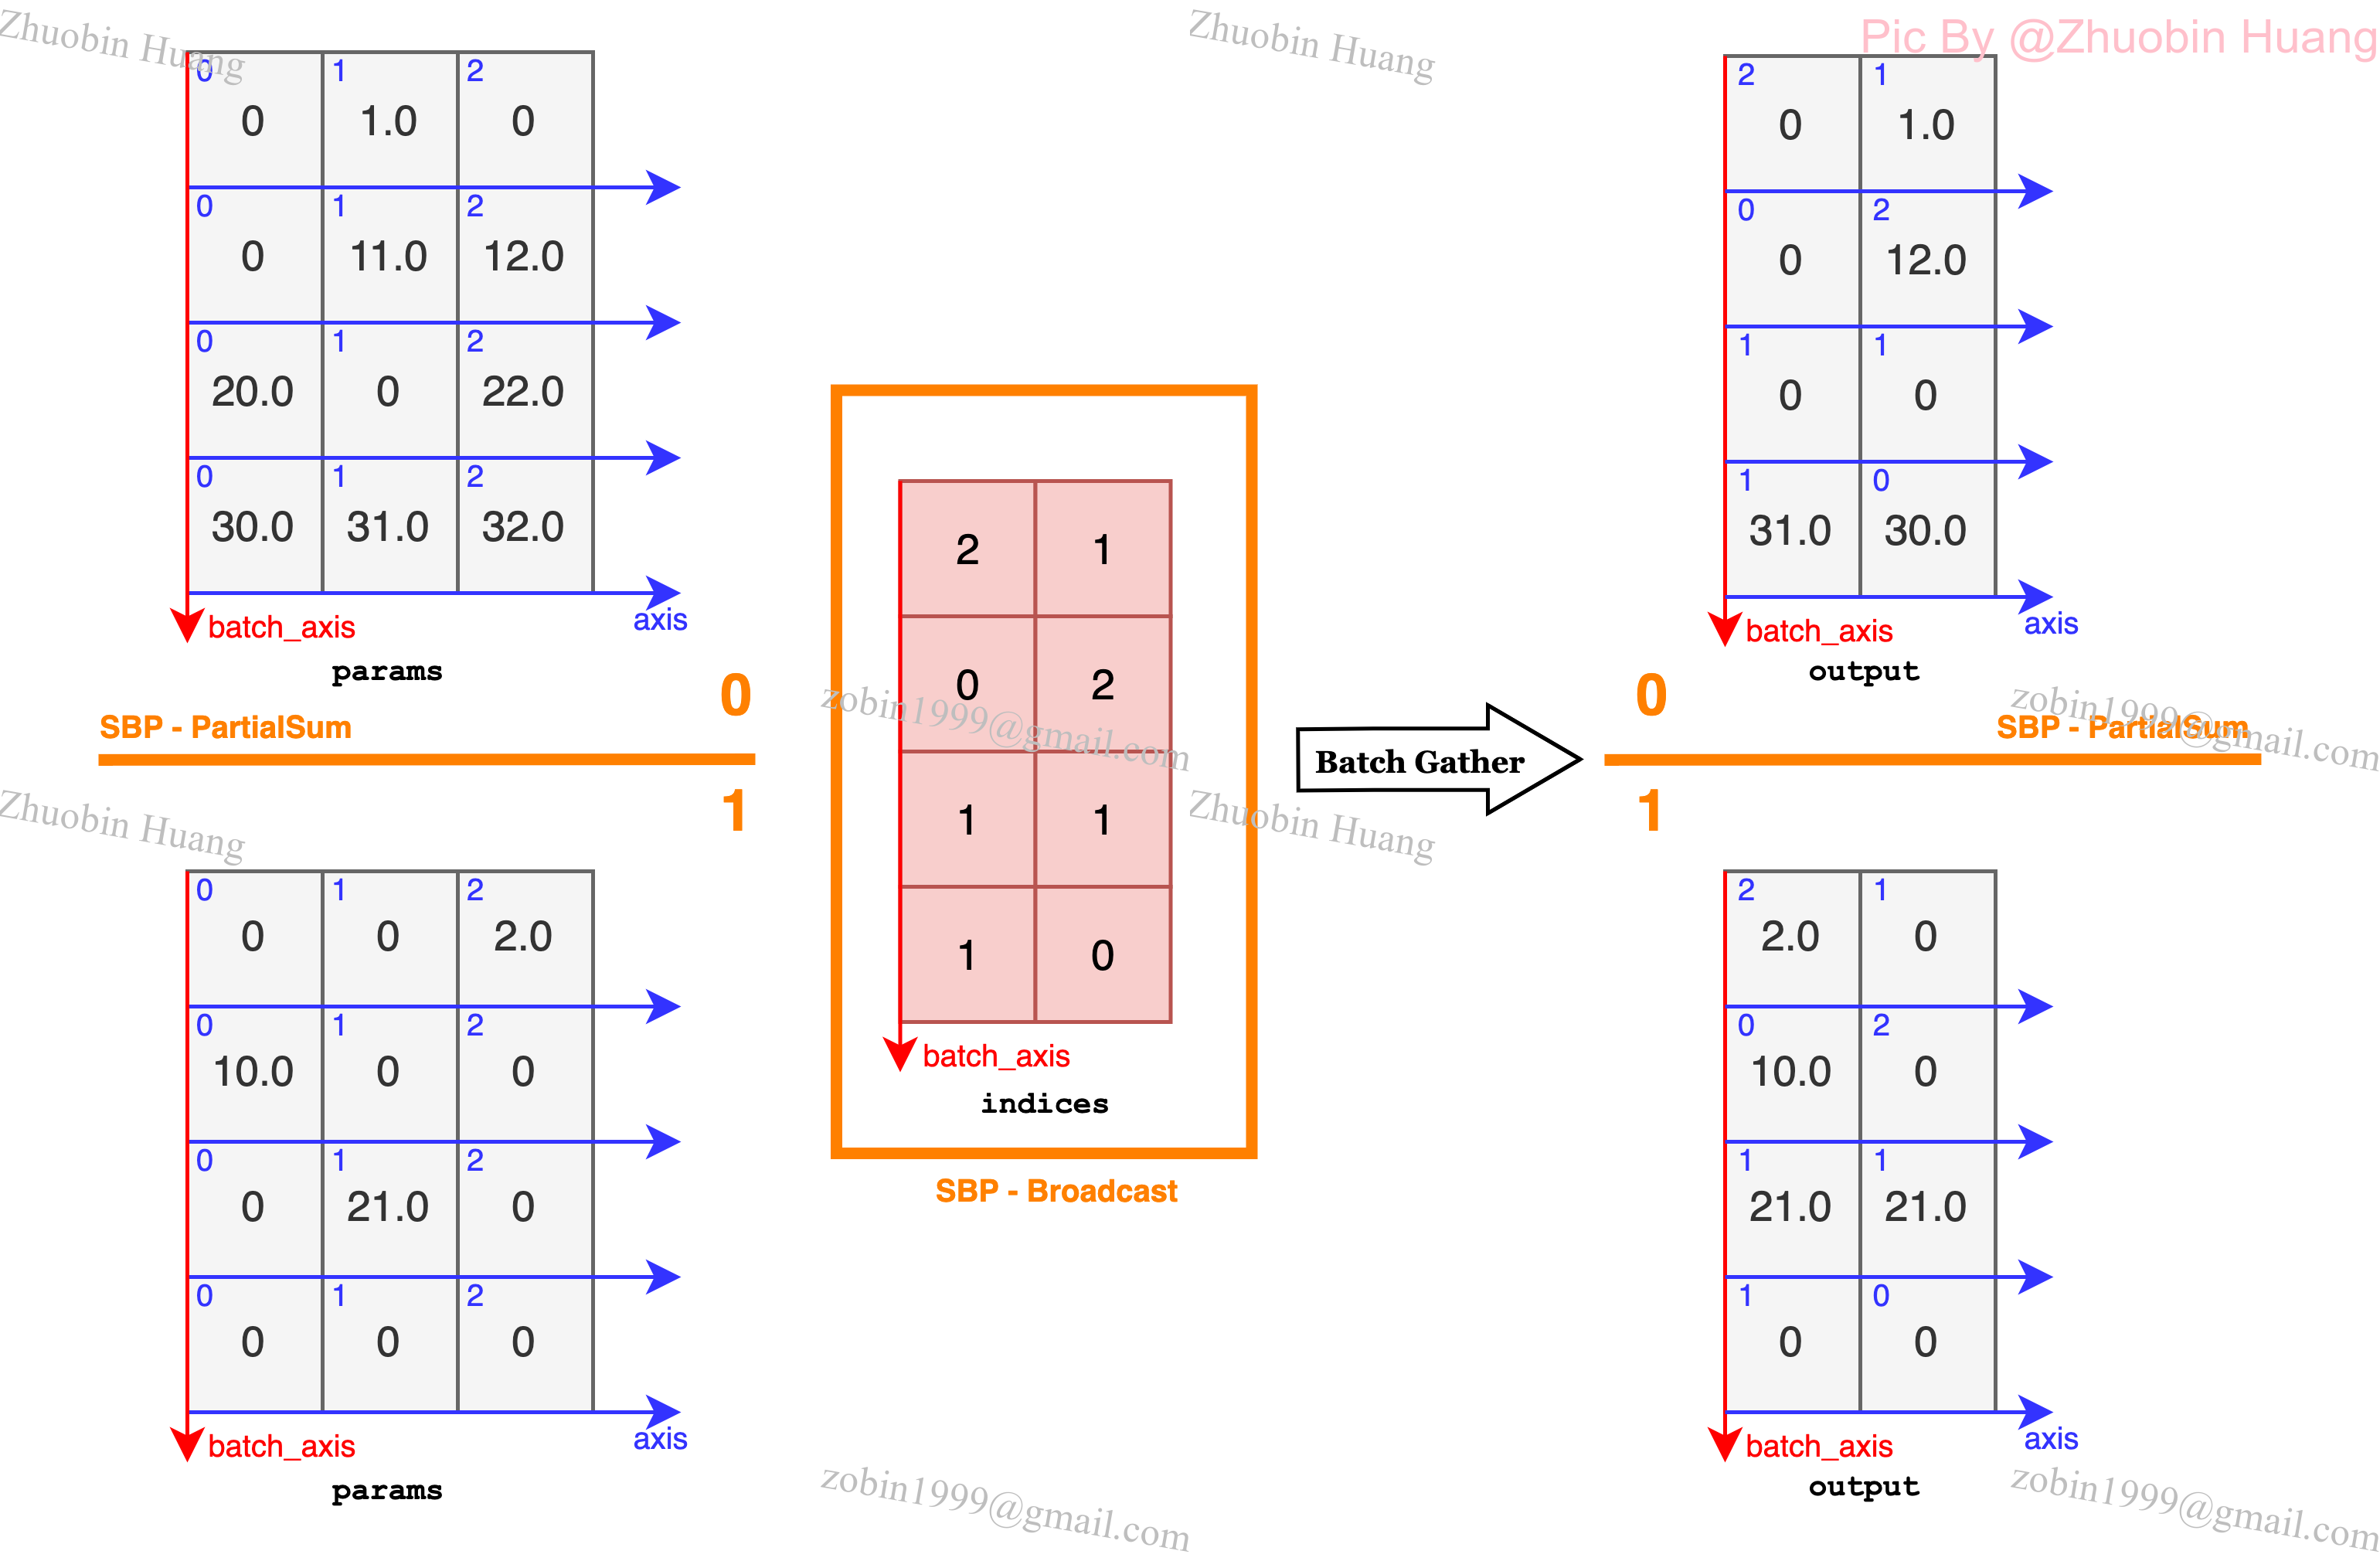 Zhuobin Huang
Zhuobin Huang
Pic By @Zhuobin Huang
0 1 2
0 1.0 0
0 1 2
0 11.0 12.0
0 1 2
20.0 0 22.0
0 1 2
30.0 31.0 32.0
batch_axis
axis
params
SBP - PartialSum
0
1
Zhuobin Huang
0 1 2
0 0 2.0
0 1 2
10.0 0 0
0 1 2
0 21.0 0
0 1 2
0 0 0
batch_axis
axis
params
2 1
0 2
zobin1999@gmail.com
1 1
1 0
batch_axis
indices
SBP - Broadcast
zobin1999@gmail.com
Batch Gather
Zhuobin Huang
2 1
0 1.0
0 2
0 12.0
1 1
0 0
1 0
31.0 30.0
batch_axis
axis
output
0
SBP - PartialSum
zobin1999@gmail.com
1
2 1
2.0 0
0 2
10.0 0
1 1
21.0 21.0
1 0
0 0
batch_axis
axis
output
zobin1999@gmail.com